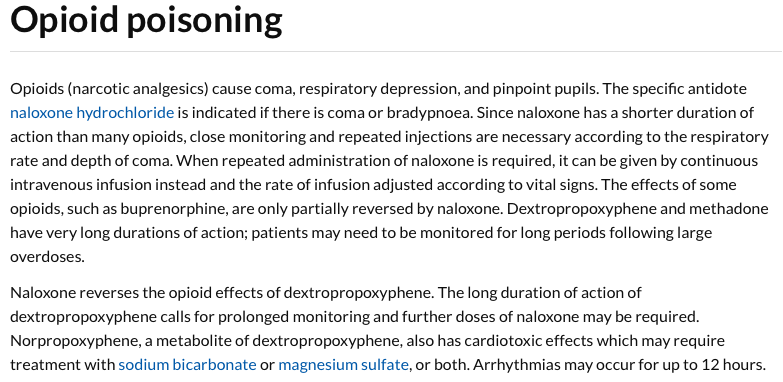 Opioid poisoning
Opioids (narcotic analgesics) cause coma, respiratory depression, and pinpoint pupils. The specific antidote
naloxone hydrochloride is indicated if there is coma or bradypnoea. Since naloxone has a shorter duration of
action than many opioids, close monitoring and repeated injections are necessary according to the respiratory
rate and depth of coma. When repeated administration of naloxone is required, it can be given by continuous
intravenous infusion instead and the rate of infusion adjusted according to vital signs. The effects of some
opioids, such as buprenorphine, are only partially reversed by naloxone. Dextropropoxyphene and methadone
have very long durations of action; patients may need to be monitored for long periods following large
overdoses.
Naloxone reverses the opioid effects of dextropropoxyphene. The long duration of action of
dextropropoxyphene calls for prolonged monitoring and further doses of naloxone may be required.
Norpropoxyphene, a metabolite of dextropropoxyphene, also has cardiotoxic effects which may require
treatment with sodium bicarbonate or magnesium sulfate, or both. Arrhythmias may occur for up to 12 hours.